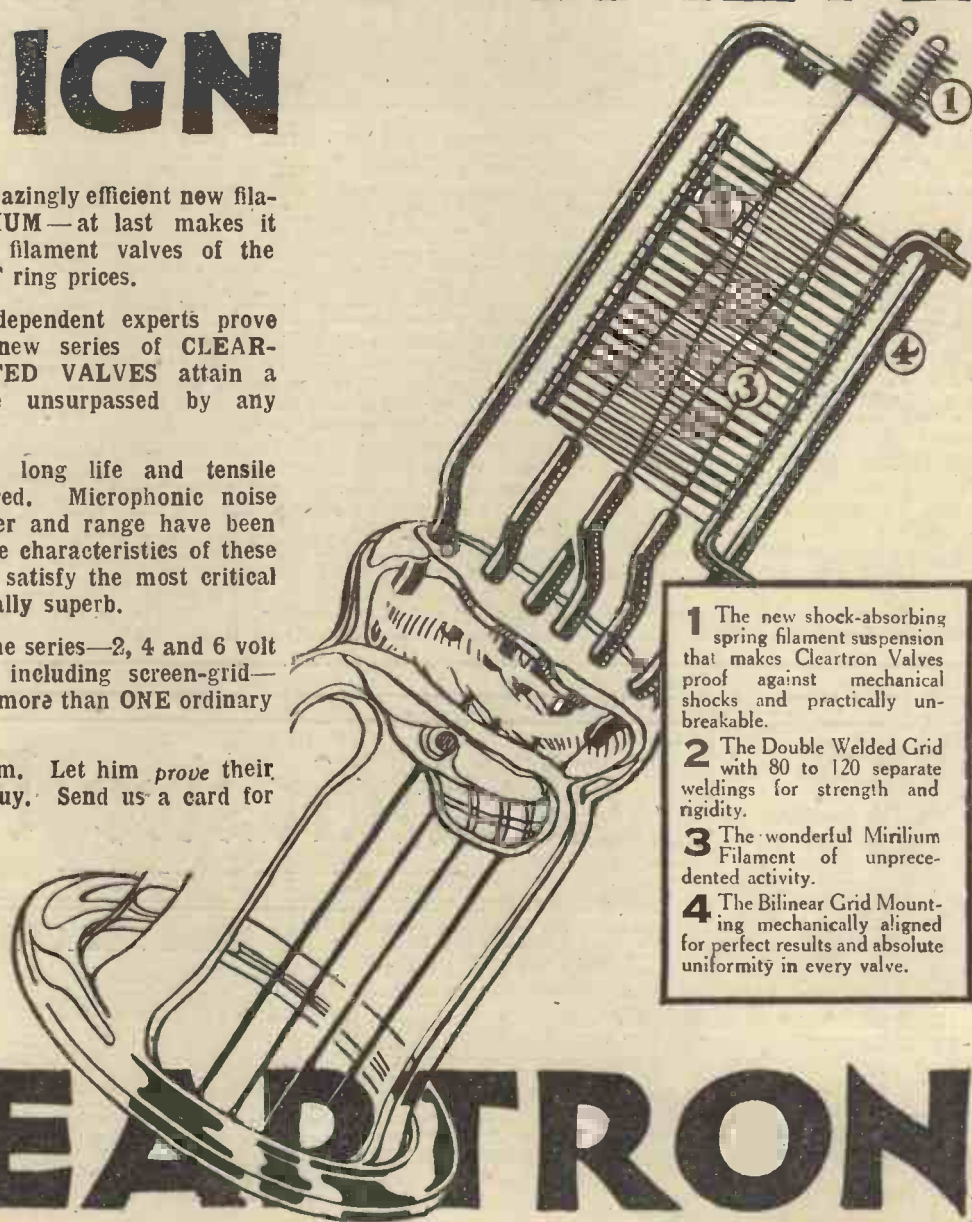 IGN
azingly efficient new fila-
IUM — at last makes it
filament valves of the
ring prices.
dependent experts prove
new series of CLEAR-
TED VALVES attain a
unsurpassed by any
long life and tensile
red. Microphonic noise
er and range have been
e characteristics of these
satisfy the most critical
ally superb.
ne series—2, 4 and 6 volt
including screen-grid—
more than ONE ordinary
m. Let him prove their
uy. Send us a card for
1
4
3
1 The new shock-absorbing
spring filament suspension
that makes Cleartron Valves
proof against mechanical
shocks and practically un-
breakable.
2 The Double Welded Grid
with 80 to 120 separate
weldings for strength and
rigidity.
3 The wonderful Mirilium
Filament of unprece-
dented activity.
4 The Bilinear Grid Mount-
ing mechanically aligned
for perfect results and absolute
uniformity in every valve.
EARTRON